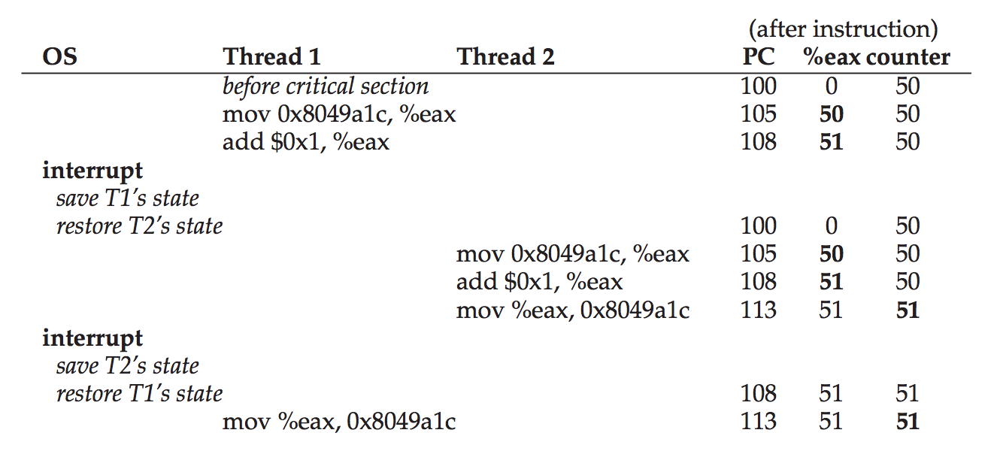 (after instruction)
OS Thread 1 Thread 2 PC %eax counter
before critical section 100 0 50
mov 0x8049a1c, %eax 105 50 50
add $0x1, %eax 108 51 50
interrupt
save T1’s state
restore T2’s state 100 0 50
mov 0x8049a1c, %eax 105 50 50
add $0x1, %eax 108 51 50
mov %eax, 0x8049a1c 113 51 51
interrupt
save T2’s state
restore T1’s state 108 51 51
mov %eax, 0x8049a1c 113 51 51